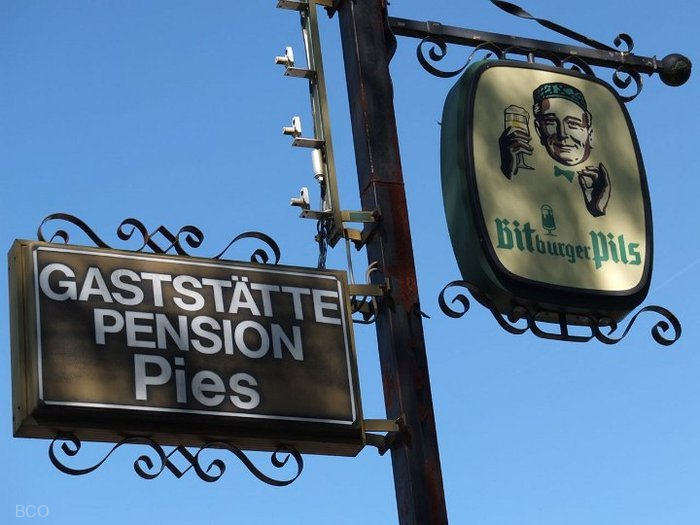 GASTSTÄTTE
PENSION
Pies
Bitburger Pils
BCO